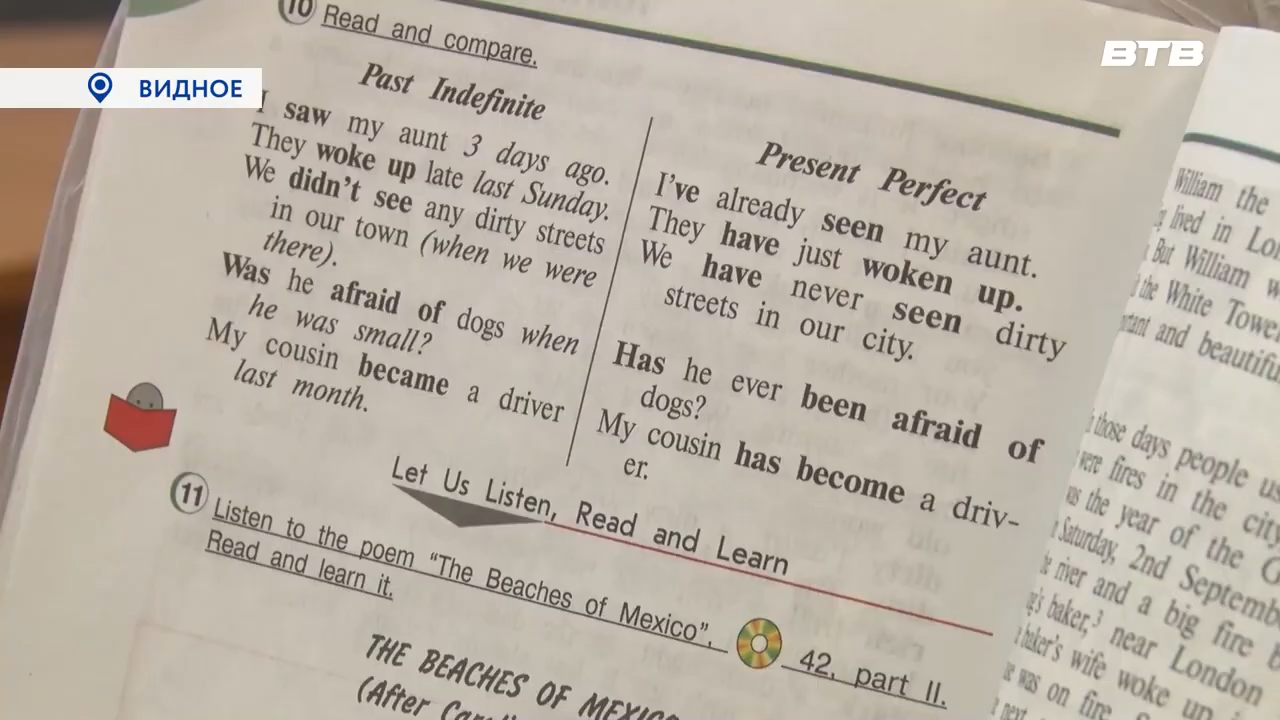 ВТВ
ВИДНОЕ
10 Read and compare.
Past Indefinite
I saw my aunt 3 days ago.
They woke up late last Sunday.
We didn't see any dirty streets
in our town (when we were
there).
Was he afraid of dogs when
he was small?
My cousin became a driver
last month.
Present Perfect
I've already seen my aunt.
They have just woken up.
We have never seen dirty
streets in our city.
Has he ever been afraid of
dogs?
My cousin has become a driv-
er.
Let Us Listen, Read and Learn
11 Listen to the poem “The Beaches of Mexico”. 42, part II.
Read and learn it.
THE BEACHES OF
(After
William the
lived in
But William
the White
and
those days people
were fires in the city
the year of the
Saturday, 2nd
river and a big fire
baker,3 near London
baker's wife woke up
was on fire.
next